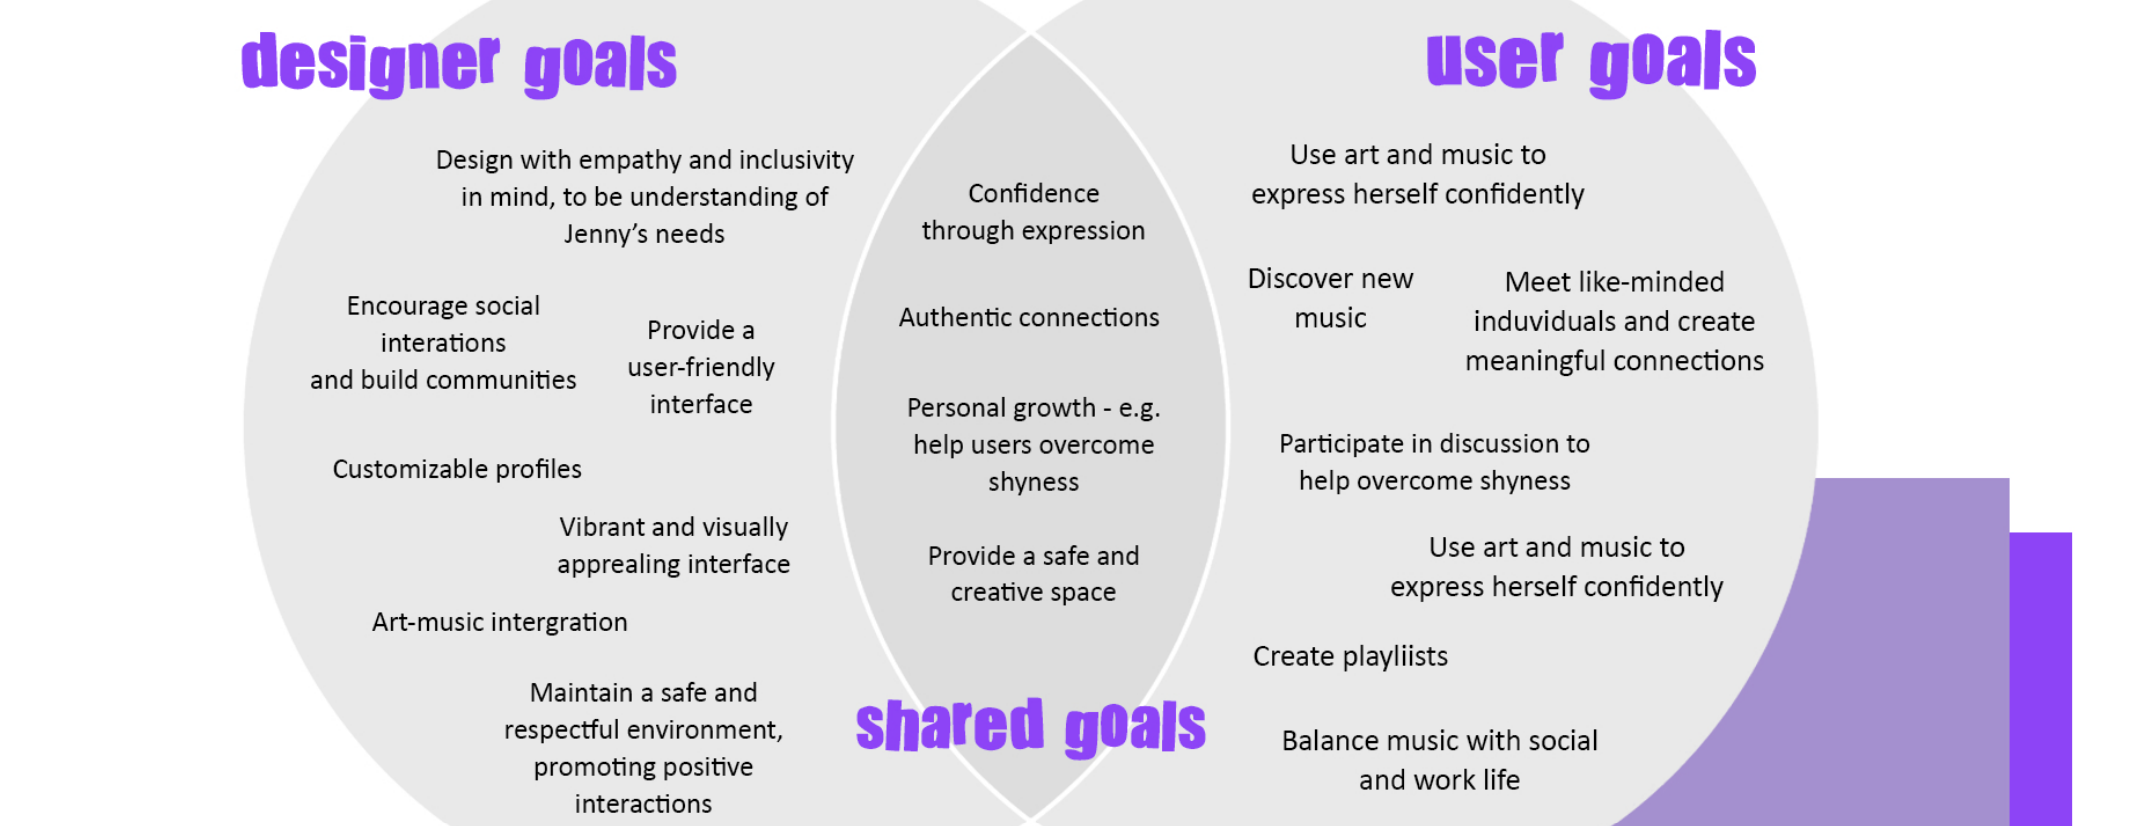 designer goals
Design with empathy and inclusivity
in mind, to be understanding of
Jenny’s needs
Encourage social
interations
and build communities
Provide a
user-friendly
interface
Customizable profiles
Vibrant and visually
apprealing interface
Art-music intergration
Maintain a safe and
respectful environment,
promoting positive
interactions
Confidence
through expression
Authentic connections
Personal growth - e.g.
help users overcome
shyness
Provide a safe and
creative space
shared goals
user goals
Use art and music to
express herself confidently
Discover new
music
Meet like-minded
induviduals and create
meaningful connections
Participate in discussion to
help overcome shyness
Use art and music to
express herself confidently
Create playliists
Balance music with social
and work life